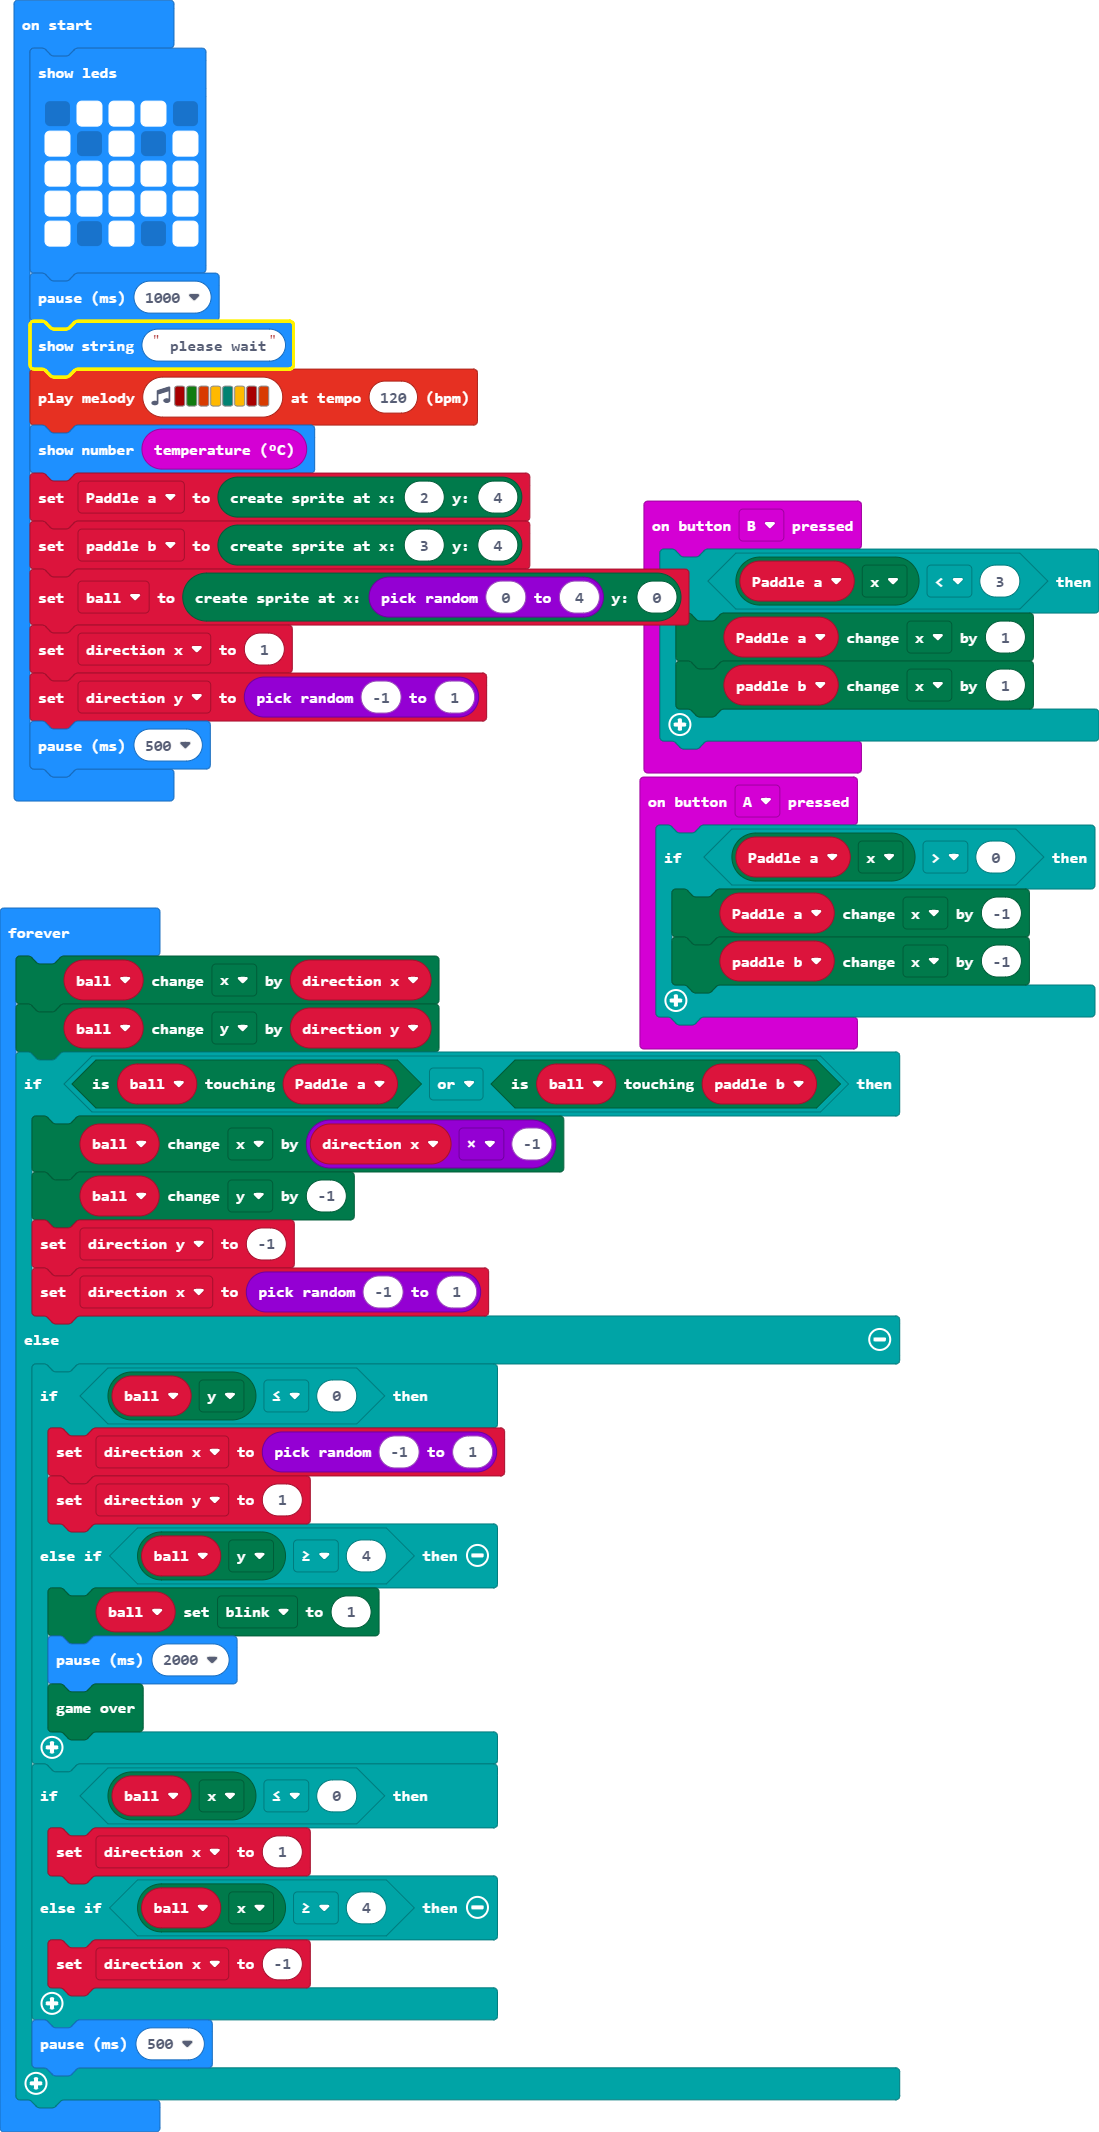 on start
show leds
pause (ms) 1000
show string " please wait"
play melody at tempo 120 (bpm)
show number temperature (ºC)
set Paddle a to create sprite at x: 2 y: 4
set paddle b to create sprite at x: 3 y: 4
set ball to create sprite at x: pick random 0 to 4 y: 0
set direction x to 1
set direction y to pick random -1 to 1
pause (ms) 500
on button B pressed
Paddle a x < 3 then
Paddle a change x by 1
paddle b change x by 1
on button A pressed
if Paddle a x > 0 then
Paddle a change x by -1
paddle b change x by -1
forever
ball change x by direction x
ball change y by direction y
if is ball touching Paddle a or is ball touching paddle b then
ball change x by direction x × -1
ball change y by -1
set direction y to -1
set direction x to pick random -1 to 1
else
if ball y ≤ 0 then
set direction x to pick random -1 to 1
set direction y to 1
else if ball y ≥ 4 then
ball set blink to 1
pause (ms) 2000
game over
if ball x ≤ 0 then
set direction x to 1
else if ball x ≥ 4 then
set direction x to -1
pause (ms) 500